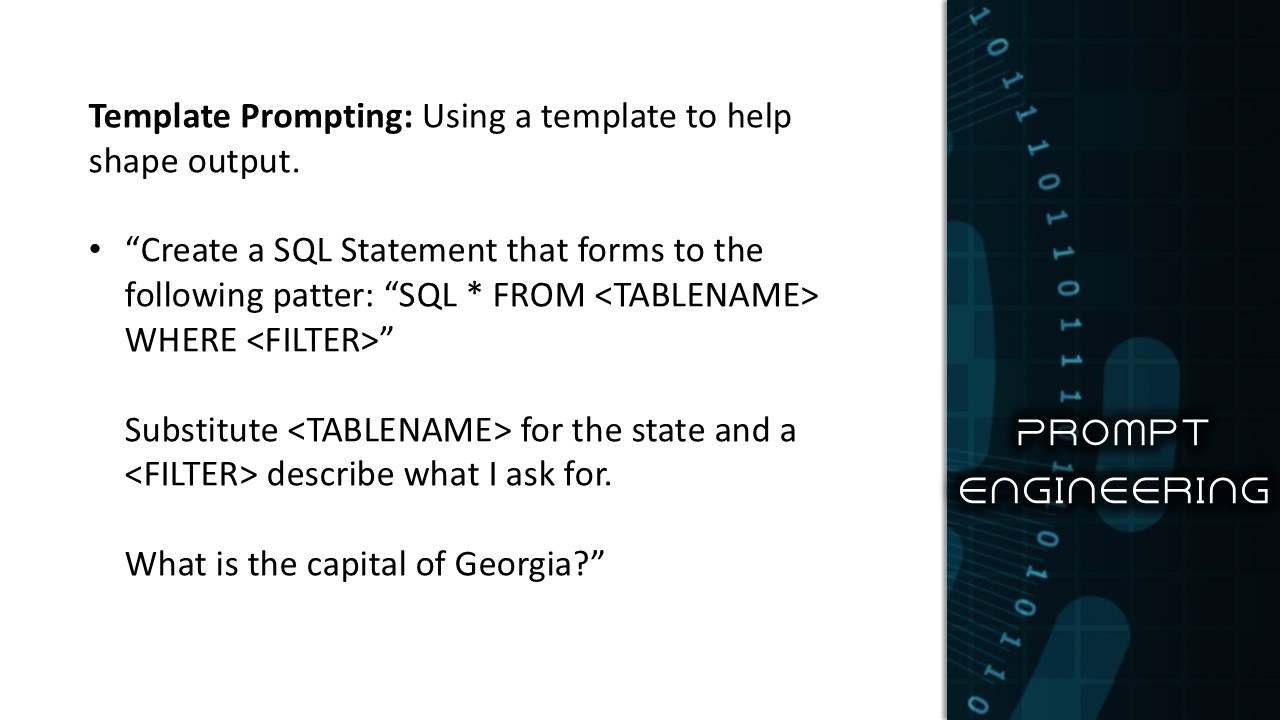 Template Prompting: Using a template to help
shape output.
• “Create a SQL Statement that forms to the
following patter: “SQL * FROM <TABLENAME>
WHERE <FILTER>”
Substitute <TABLENAME> for the state and a
<FILTER> describe what I ask for.
What is the capital of Georgia?”
PROMPT
ENGINEERING